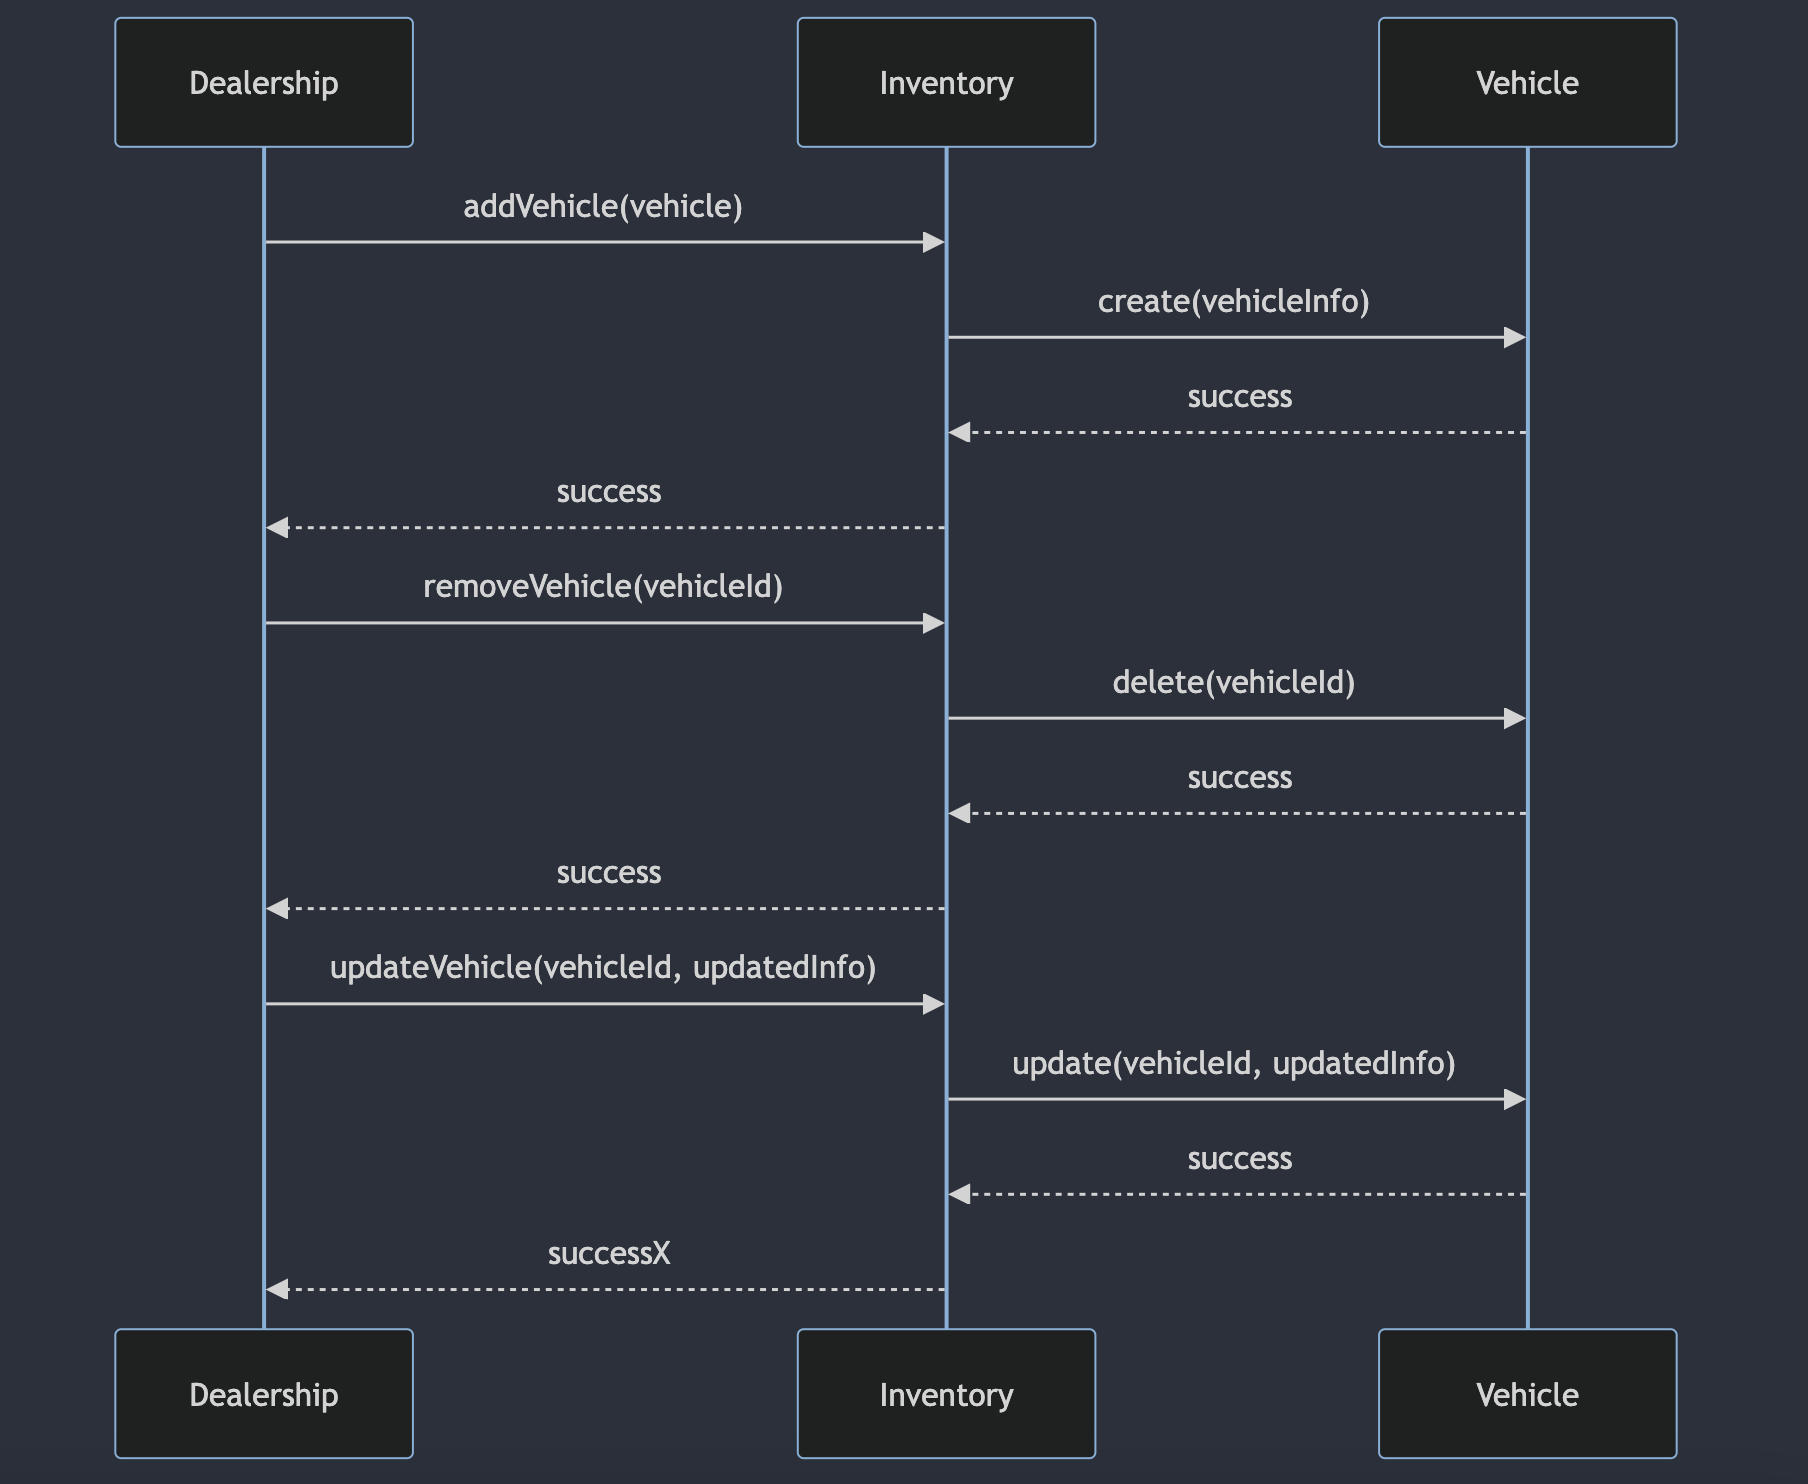 Dealership
Inventory
Vehicle
addVehicle(vehicle)
create(vehicleInfo)
success
success
removeVehicle(vehicleId)
delete(vehicleId)
success
success
updateVehicle(vehicleId, updatedInfo)
update(vehicleId, updatedInfo)
success
successX
Dealership
Inventory
Vehicle